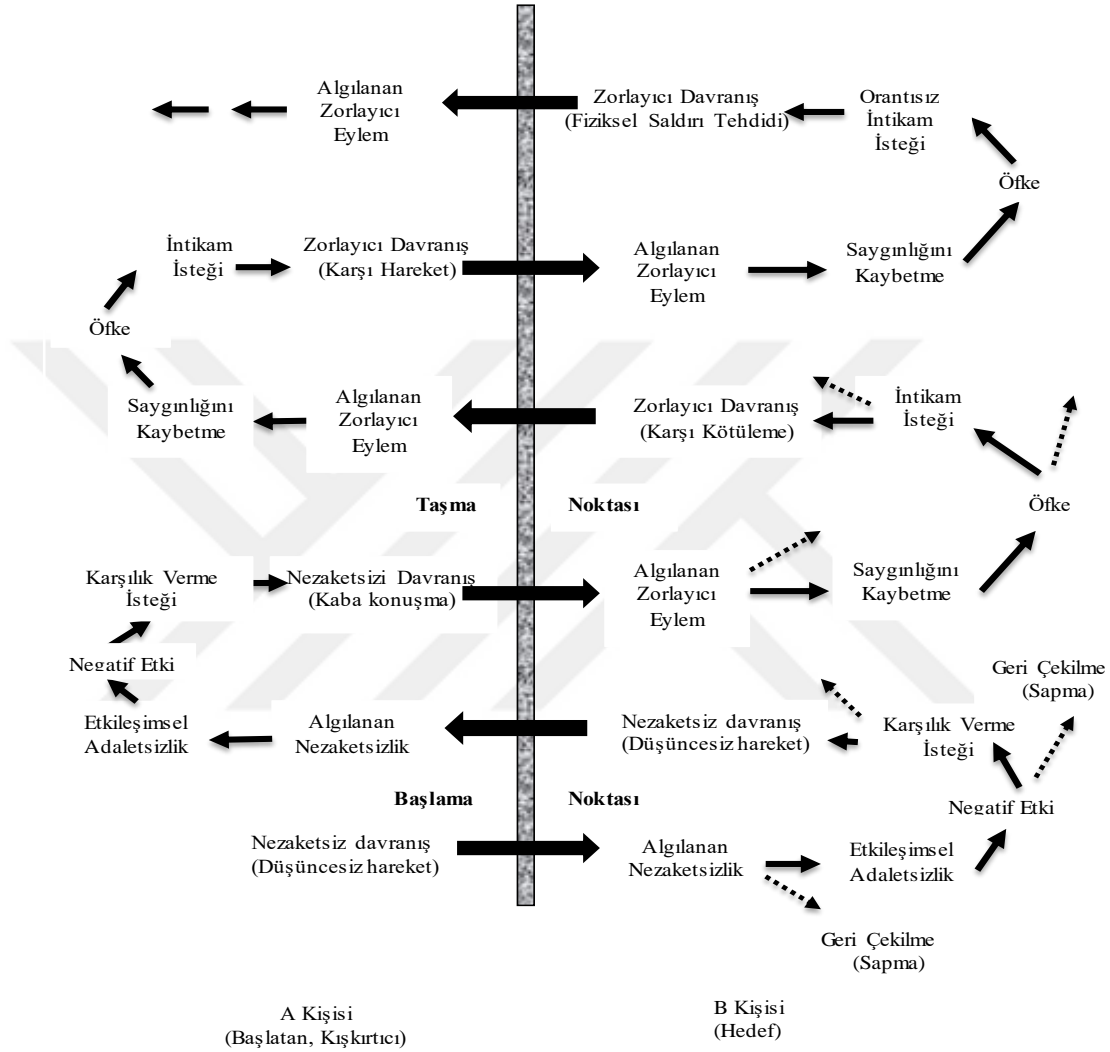 Algılanan
Zorlayıcı
Eylem
Zorlayıcı Davranış
(Fiziksel Saldırı Tehdidi)
Orantısız
İntikam
İsteği
Öfke
İntikam
İsteği
Zorlayıcı Davranış
(Karşı Hareket)
Algılanan
Zorlayıcı
Eylem
Saygınlığını
Kaybetme
Öfke
Saygınlığını
Kaybetme
Algılanan
Zorlayıcı
Eylem
Zorlayıcı Davranış
(Karşı Kötüleme)
İntikam
İsteği
Taşma Noktası
Öfke
Karşılık Verme
İsteği
Nezaketsizi Davranış
(Kaba konuşma)
Algılanan
Zorlayıcı
Eylem
Saygınlığını
Kaybetme
Negatif Etki
Geri Çekilme
(Sapma)
Etkileşimsel
Adaletsizlik
Algılanan
Nezaketsizlik
Nezaketsiz davranış
(Düşüncesiz hareket)
Karşılık Verme
İsteği
Başlama Noktası
Negatif Etki
Nezaketsiz davranış
(Düşüncesiz hareket)
Algılanan
Nezaketsizlik
Etkileşimsel
Adaletsizlik
Geri Çekilme
(Sapma)
A Kişisi
(Başlatan, Kışkırtıcı)
B Kişisi
(Hedef)